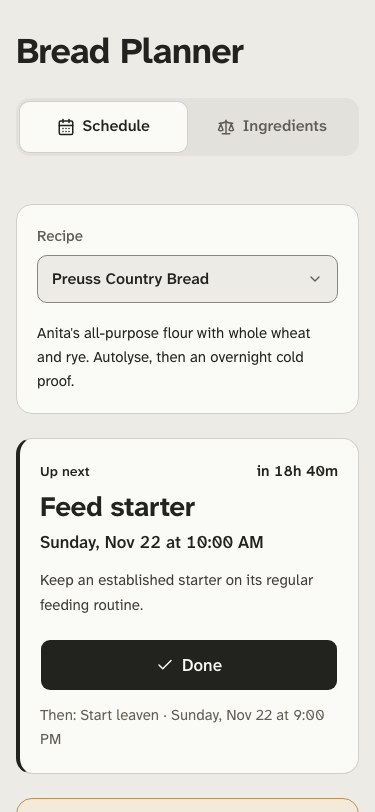 Bread Planner
Schedule
Ingredients
Recipe
Preuss Country Bread
Anita's all-purpose flour with whole wheat
and rye. Autolyse, then an overnight cold
proof.
Up next
in 18h 40m
Feed starter
Sunday, Nov 22 at 10:00 AM
Keep an established starter on its regular
feeding routine.
Done
Then: Start leaven · Sunday, Nov 22 at 9:00
PM